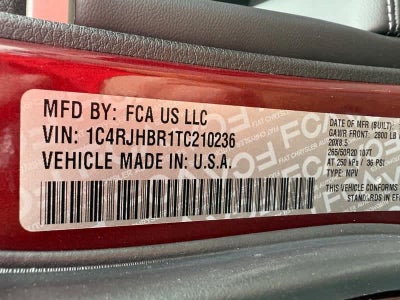 MFD BY: FCA US LLC
VIN: 1C4RJHBR1TC210236
VEHICLE MADE IN: U.S.A.
DATE OF MFR (BUILT):
GAWR FRONT: 2800 LB
20X8.5
265/50R20 107T
AT 250 kPa / 36 PSI
TYPE: MPV
THIS VEHICLE CONFORMS
STANDARDS IN EF